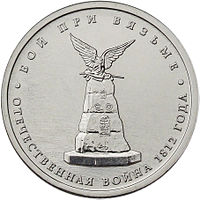 БОЙ ПРИ ВЯЗЬМЕ
ОТЕЧЕСТВЕННАЯ ВОЙНА 1812 ГОДА